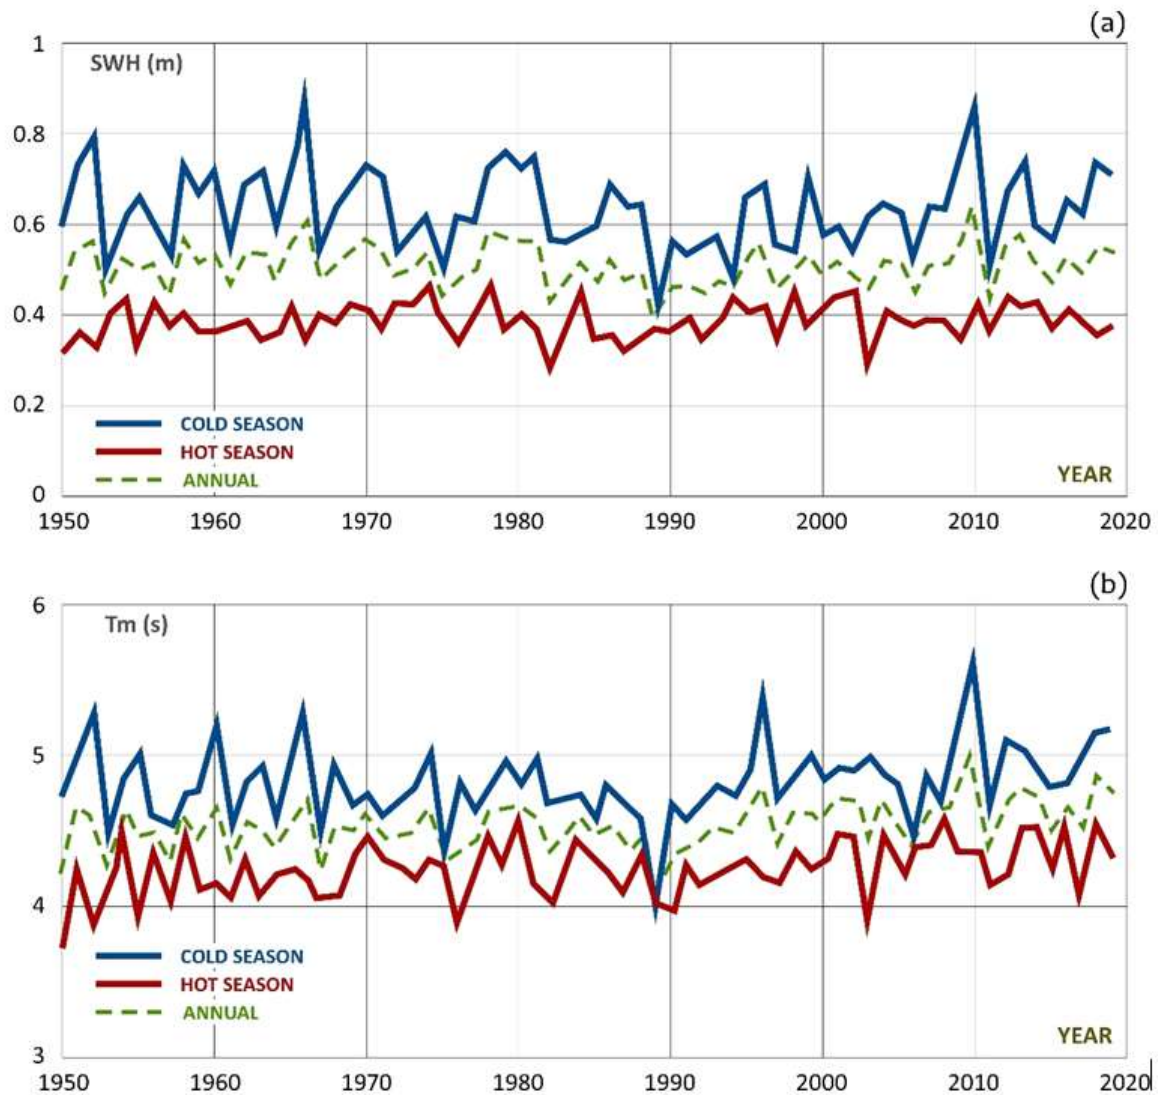 (a)
1
SWH (m)
0.8
0.6
0.4
0.2
COLD SEASON
HOT SEASON
ANNUAL
YEAR
0
1950 1960 1970 1980 1990 2000 2010 2020
(b)
6
Tm (s)
5
4
COLD SEASON
HOT SEASON
ANNUAL
YEAR
3
1950 1960 1970 1980 1990 2000 2010 2020